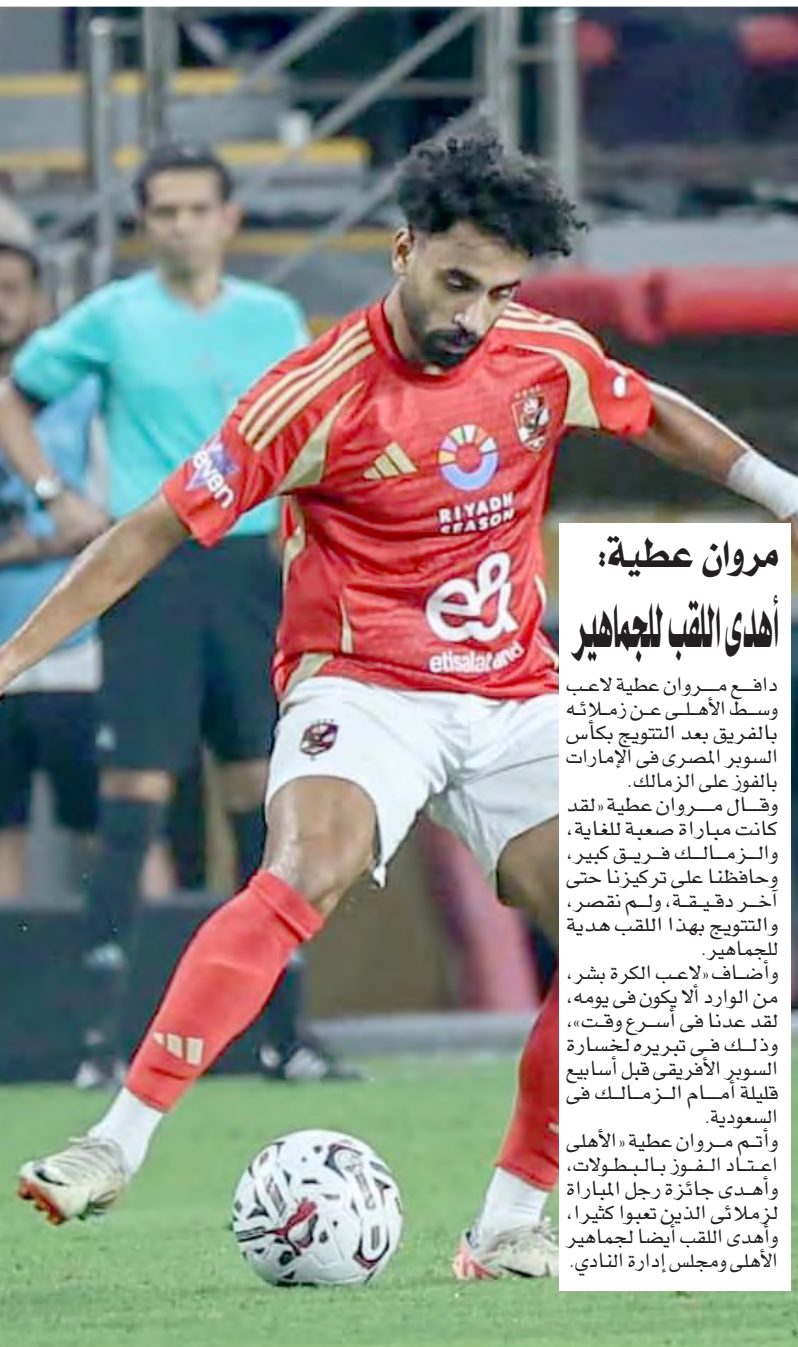 even
RIYADH
SEASON
e&
etisalat and
مروان عطية:
أهدى اللقب للجماهير
دافع مروان عطية لاعب
وسط الأهلى عن زملائه
بالفريق بعد التتويج بكأس
السوبر المصرى فى الإمارات
بالفوز على الزمالك.
وقال مروان عطية «لقد
كانت مباراة صعبة للغاية،
والزمالك فريق كبير،
وحافظنا على تركيزنا حتى
آخر دقيقة، ولم نقصر،
والتتويج بهذا اللقب هدية
للجماهير.
وأضاف «لاعب الكرة بشر،
من الوارد ألا يكون فى يومه،
لقد عدنا فى أسرع وقت»،
وذلك فى تبريره لخسارة
السوبر الأفريقى قبل أسابيع
قليلة أمام الزمالك فى
السعودية.
وأتم مروان عطية «الأهلى
اعتاد الفوز بالبطولات،
وأهدى جائزة رجل المباراة
لزملائى الذين تعبوا كثيرا،
وأهدى اللقب أيضا لجماهير
الأهلى ومجلس إدارة النادي.